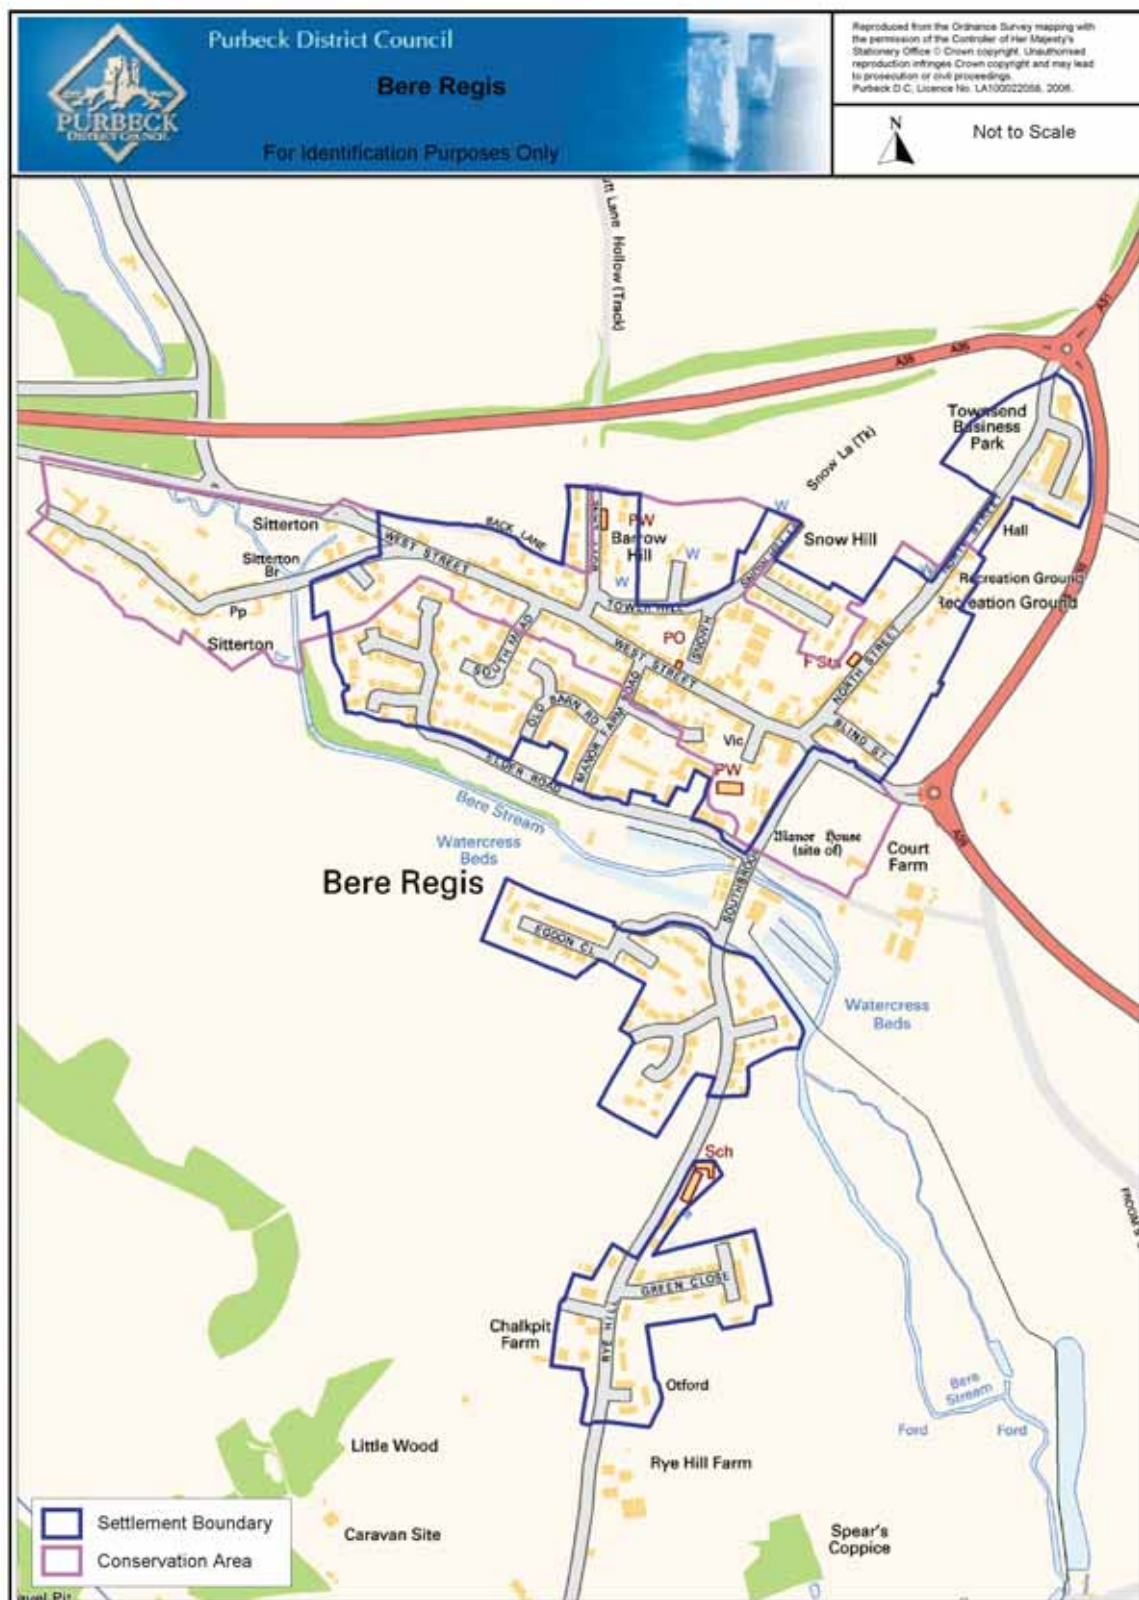 Purbeck District Council
Bere Regis
For Identification Purposes Only
PURBECK
DISTRICT COUNCIL
Reproduced from the Ordnance Survey mapping with
the permission of the Controller of Her Majesty's
Stationery Office © Crown copyright. Unauthorised
reproduction infringes Crown copyright and may lead
to prosecution or civil proceedings.
Purbeck D.C, Licence No. LA100022058, 2006.
N
Not to Scale
Lane Hollow (Track)
A31
A35
A35
Townsend
Business
Park
Snow La (Tk)
W
Sitterton
BACK LANE
PW
Barrow
Hill
W
W
Snow Hill
NORTH STREET
Hall
WEST STREET
Sitterton
Br
Pp
TOWER HILL
W
Recreation Ground
Recreation Ground
Sitterton
SOUTH MEAD
PO
WEST STREET
F Sta
NORTH STREET
OLD BARN RD
MANOR FARM ROAD
Vic
BLIND ST
ELDER ROAD
PW
Bere Stream
Watercress
Beds
Manor House
(site of)
Court
Farm
A35
Bere Regis
SOUTHBROOK
EGDON CL
Watercress
Beds
Sch
GREEN CLOSE
RYE HILL
Chalkpit
Farm
Otford
Bere
Stream
Ford
Ford
Little Wood
Rye Hill Farm
Caravan Site
Spear's
Coppice
Settlement Boundary
Conservation Area
Pit